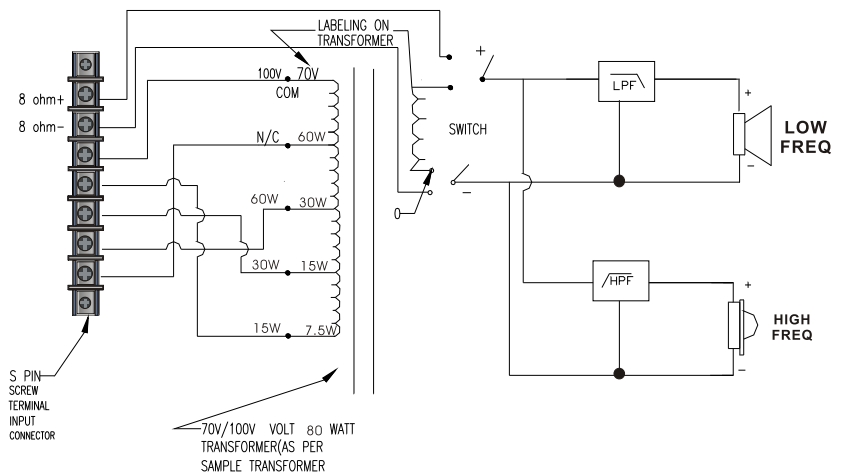 LABELING ON
TRANSFORMER
100V 70V
COM
8 ohm+
8 ohm-
N/C 60W
60W 30W
30W 15W
15W 7.5W
+
SWITCH
-
0
LPF
+
-
LOW
FREQ
HPF
+
-
HIGH
FREQ
S PIN
SCREW
TERMINAL
INPUT
CONNECTOR
70V/100V VOLT 80 WATT
TRANSFORMER(AS PER
SAMPLE TRANSFORMER